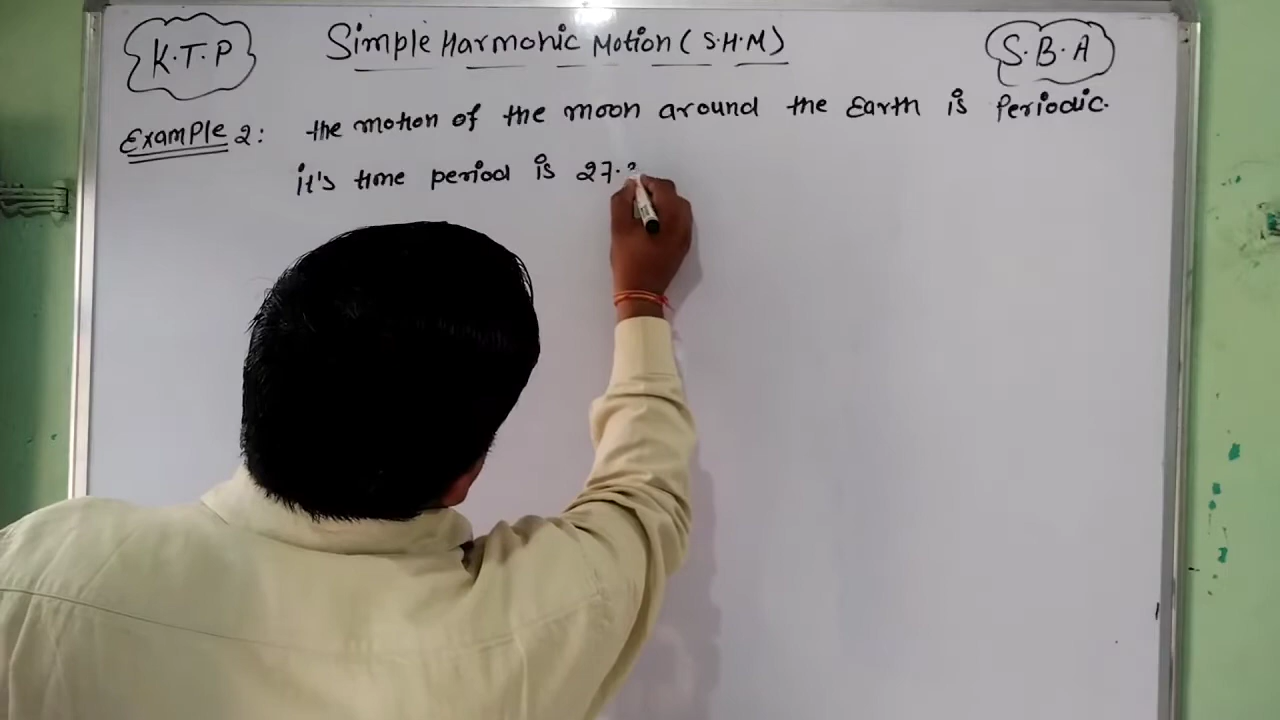 K.T.P
Simple Harmonic Motion (S.H.M)
S.B.A
Example 2: the motion of the moon around the Earth is Periodic.
it's time period is 27.